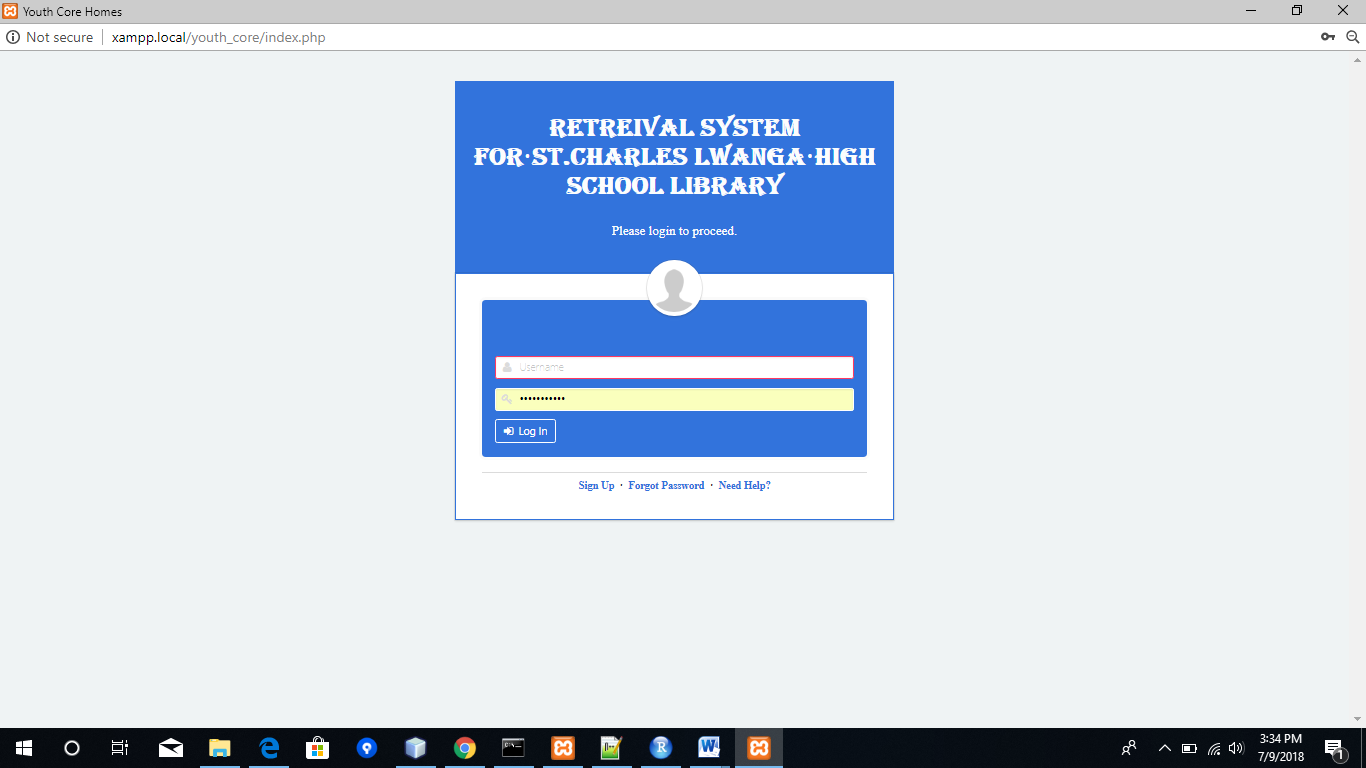 Youth Core Homes
Not secure xampp.local/youth_core/index.php
RETREIVAL SYSTEM
FOR·ST.CHARLES LWANGA·HIGH
SCHOOL LIBRARY
Please login to proceed.
Username
•••••••••••
Log In
Sign Up · Forgot Password · Need Help?
3:34 PM
7/9/2018
1